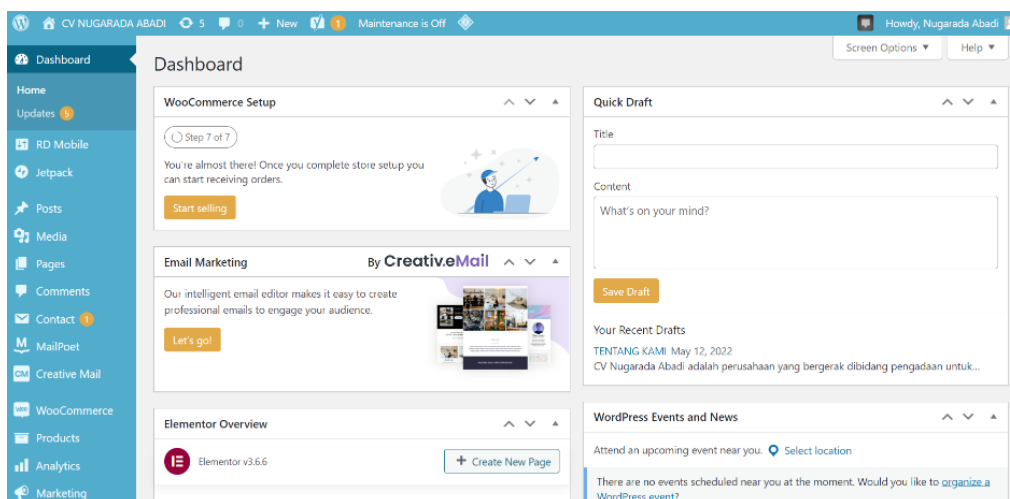 CV NUGARADA ABADI 5 0 + New 1 Maintenance is Off
Howdy, Nugarada Abadi
Screen Options ▼ Help ▼
Dashboard
Home
Updates 5
RD Mobile
Jetpack
Posts
Media
Pages
Comments
Contact 1
MailPoet
Creative Mail
WooCommerce
Products
Analytics
Marketing
Dashboard
WooCommerce Setup
Step 7 of 7
You're almost there! Once you complete store setup you
can start receiving orders.
Start selling
Email Marketing By Creativ.eMail
Our intelligent email editor makes it easy to create
professional emails to engage your audience.
Let's go!
Elementor Overview
Elementor v3.6.6
+ Create New Page
Quick Draft
Title
Content
What's on your mind?
Save Draft
Your Recent Drafts
TENTANG KAMI May 12, 2022
CV Nugarada Abadi adalah perusahaan yang bergerak dibidang pengadaan untuk...
WordPress Events and News
Attend an upcoming event near you. Select location
There are no events scheduled near you at the moment. Would you like to organize a
WordPress event?